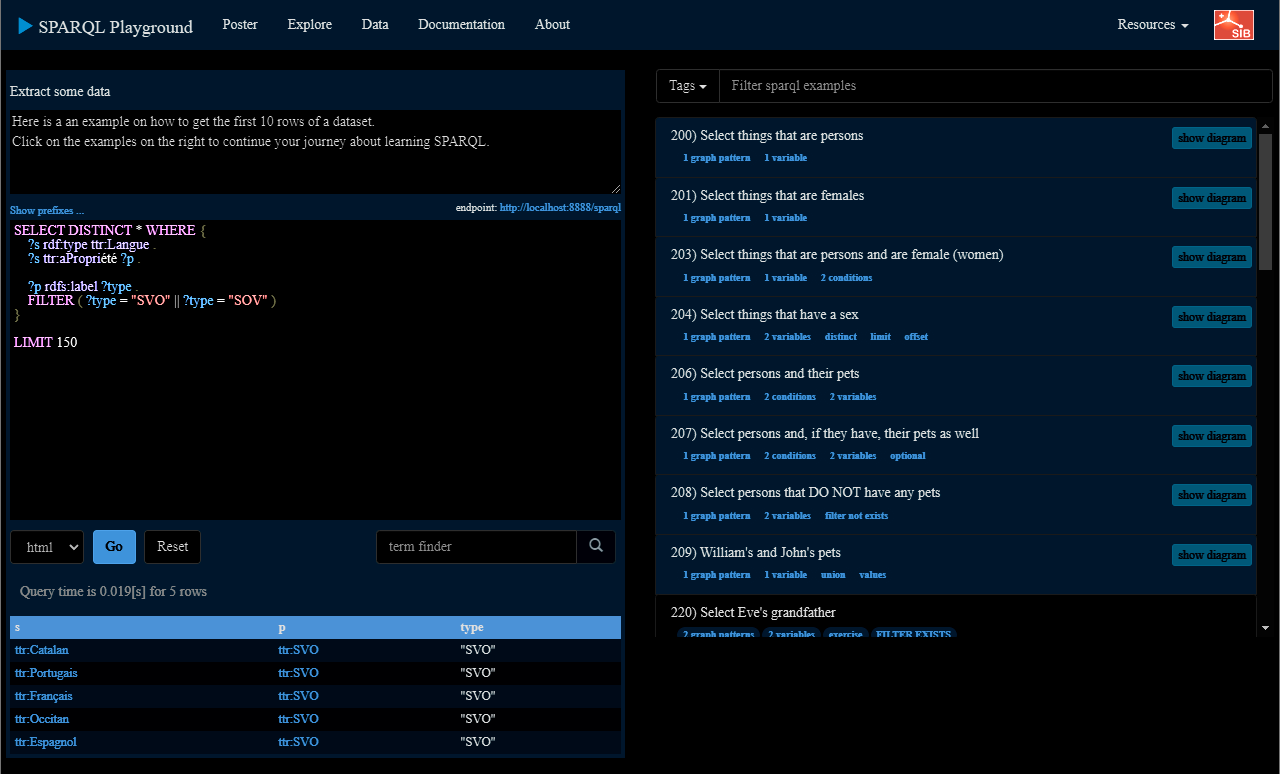 SPARQL Playground Poster Explore Data Documentation About Resources SIB
Extract some data
Here is a an example on how to get the first 10 rows of a dataset.
Click on the examples on the right to continue your journey about learning SPARQL.
Show prefixes ... endpoint: http://localhost:8888/sparql
SELECT DISTINCT * WHERE {
?s rdf:type ttr:Langue .
?s ttr:aPropriété ?p .
?p rdfs:label ?type .
FILTER ( ?type = "SVO" || ?type = "SOV" )
}
LIMIT 150
html Go Reset term finder
Query time is 0.019[s] for 5 rows
s p type
ttr:Catalan ttr:SVO "SVO"
ttr:Portugais ttr:SVO "SVO"
ttr:Français ttr:SVO "SVO"
ttr:Occitan ttr:SVO "SVO"
ttr:Espagnol ttr:SVO "SVO"
Tags Filter sparql examples
200) Select things that are persons show diagram
1 graph pattern 1 variable
201) Select things that are females show diagram
1 graph pattern 1 variable
203) Select things that are persons and are female (women) show diagram
1 graph pattern 1 variable 2 conditions
204) Select things that have a sex show diagram
1 graph pattern 2 variables distinct limit offset
206) Select persons and their pets show diagram
1 graph pattern 2 conditions 2 variables
207) Select persons and, if they have, their pets as well show diagram
1 graph pattern 2 conditions 2 variables optional
208) Select persons that DO NOT have any pets show diagram
1 graph pattern 2 variables filter not exists
209) William's and John's pets show diagram
1 graph pattern 1 variable union values
220) Select Eve's grandfather
2 graph patterns 2 variables exercise FILTER EXISTS